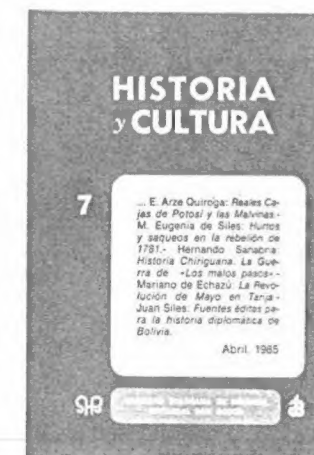 HISTORIA
y CULTURA
7
... E. Arze Quiroga: Reales Ca-
jas de Potosí y las Malvinas.-
M. Eugenia de Siles: Hurtos
y saqueos en la rebelión de
1781.- Hernando Sanabria:
Historia Chiriguana. La Gue-
rra de «Los malos pasos».-
Mariano de Echazú: La Revo-
lución de Mayo en Tarija.-
Juan Siles: Fuentes éditas pa-
ra la historia diplomática de
Bolivia.
Abril, 1985